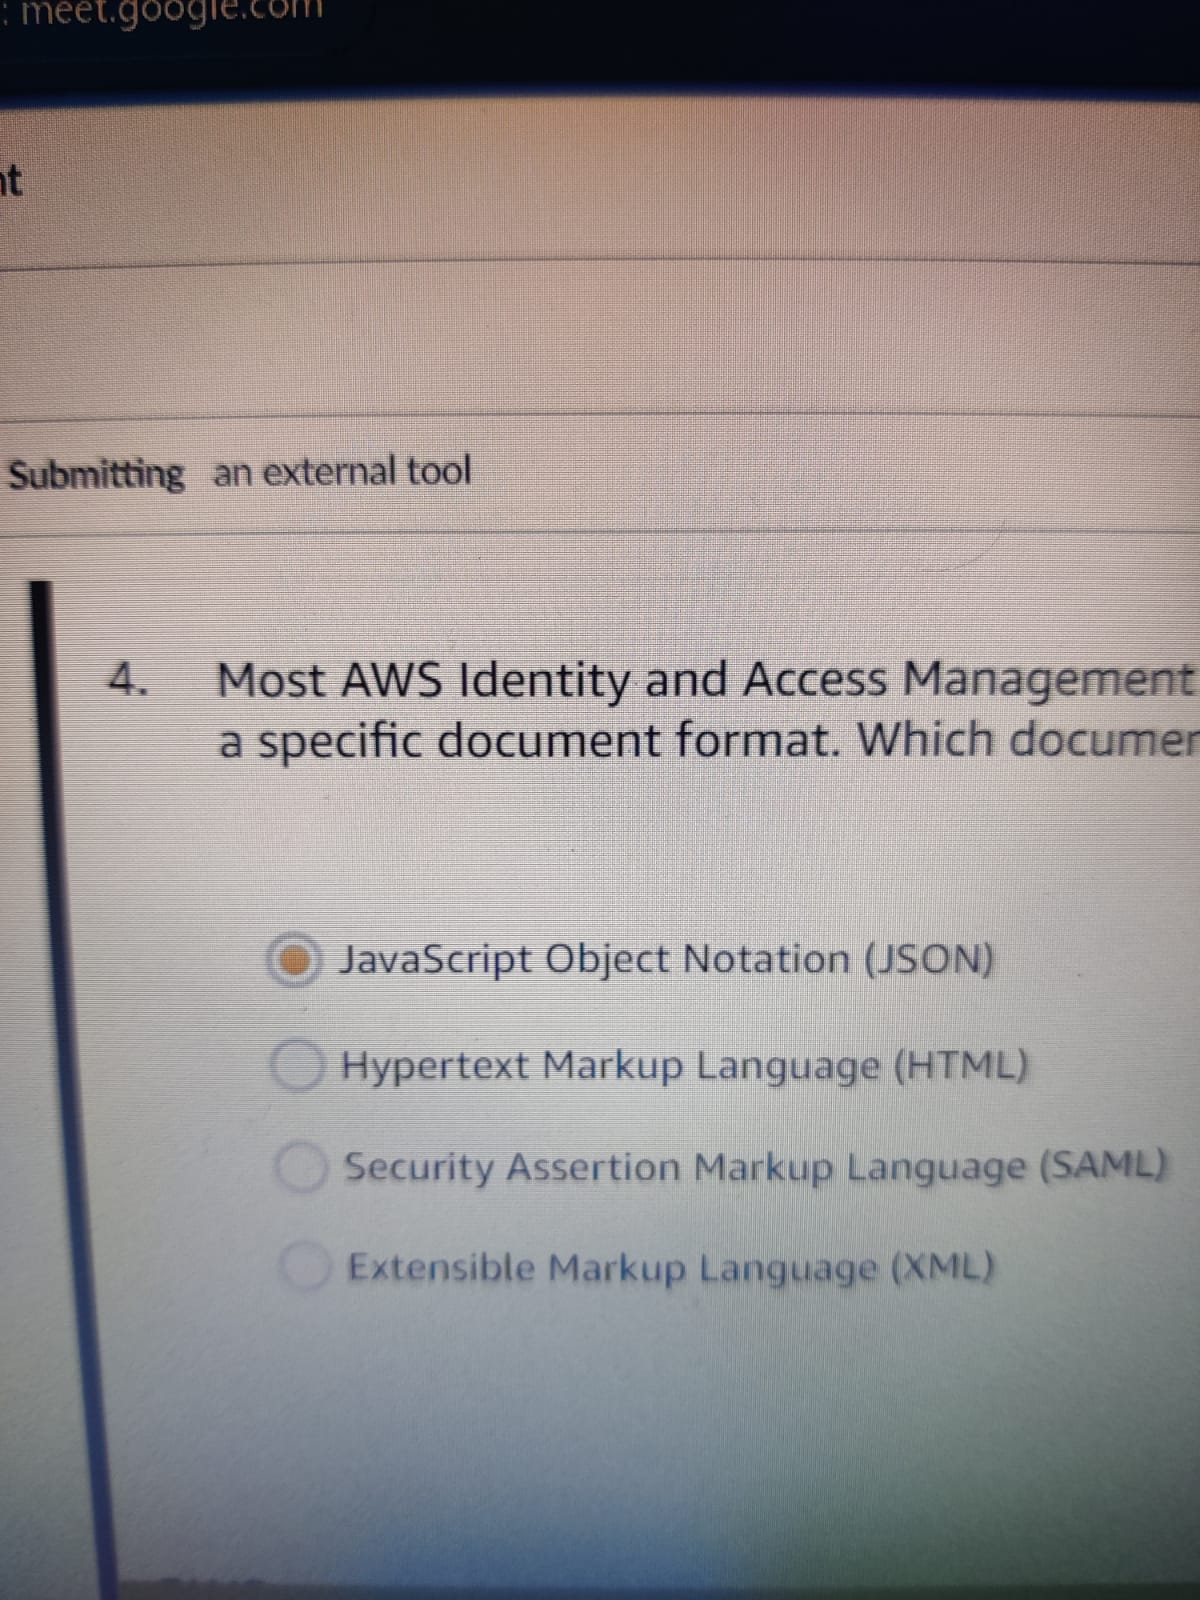 : meet.google.com
nt
Submitting an external tool
4. Most AWS Identity and Access Management
a specific document format. Which documen
JavaScript Object Notation (JSON)
Hypertext Markup Language (HTML)
Security Assertion Markup Language (SAML)
Extensible Markup Language (XML)